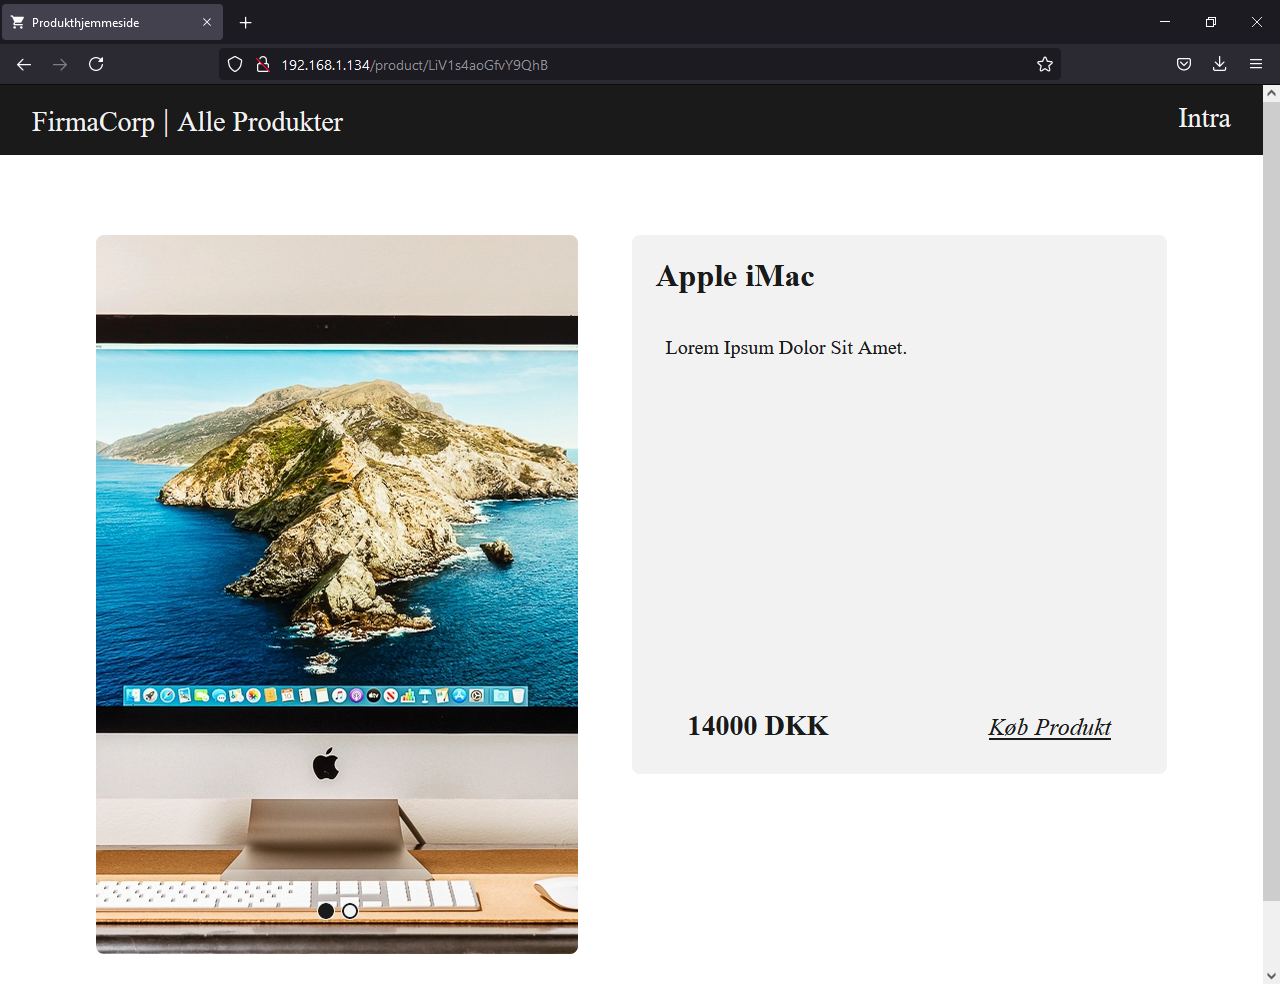 Produkthjemmeside
192.168.1.134/product/LiV1s4aoGfvY9QhB
FirmaCorp | Alle Produkter
Intra
Apple iMac
Lorem Ipsum Dolor Sit Amet.
14000 DKK
Køb Produkt